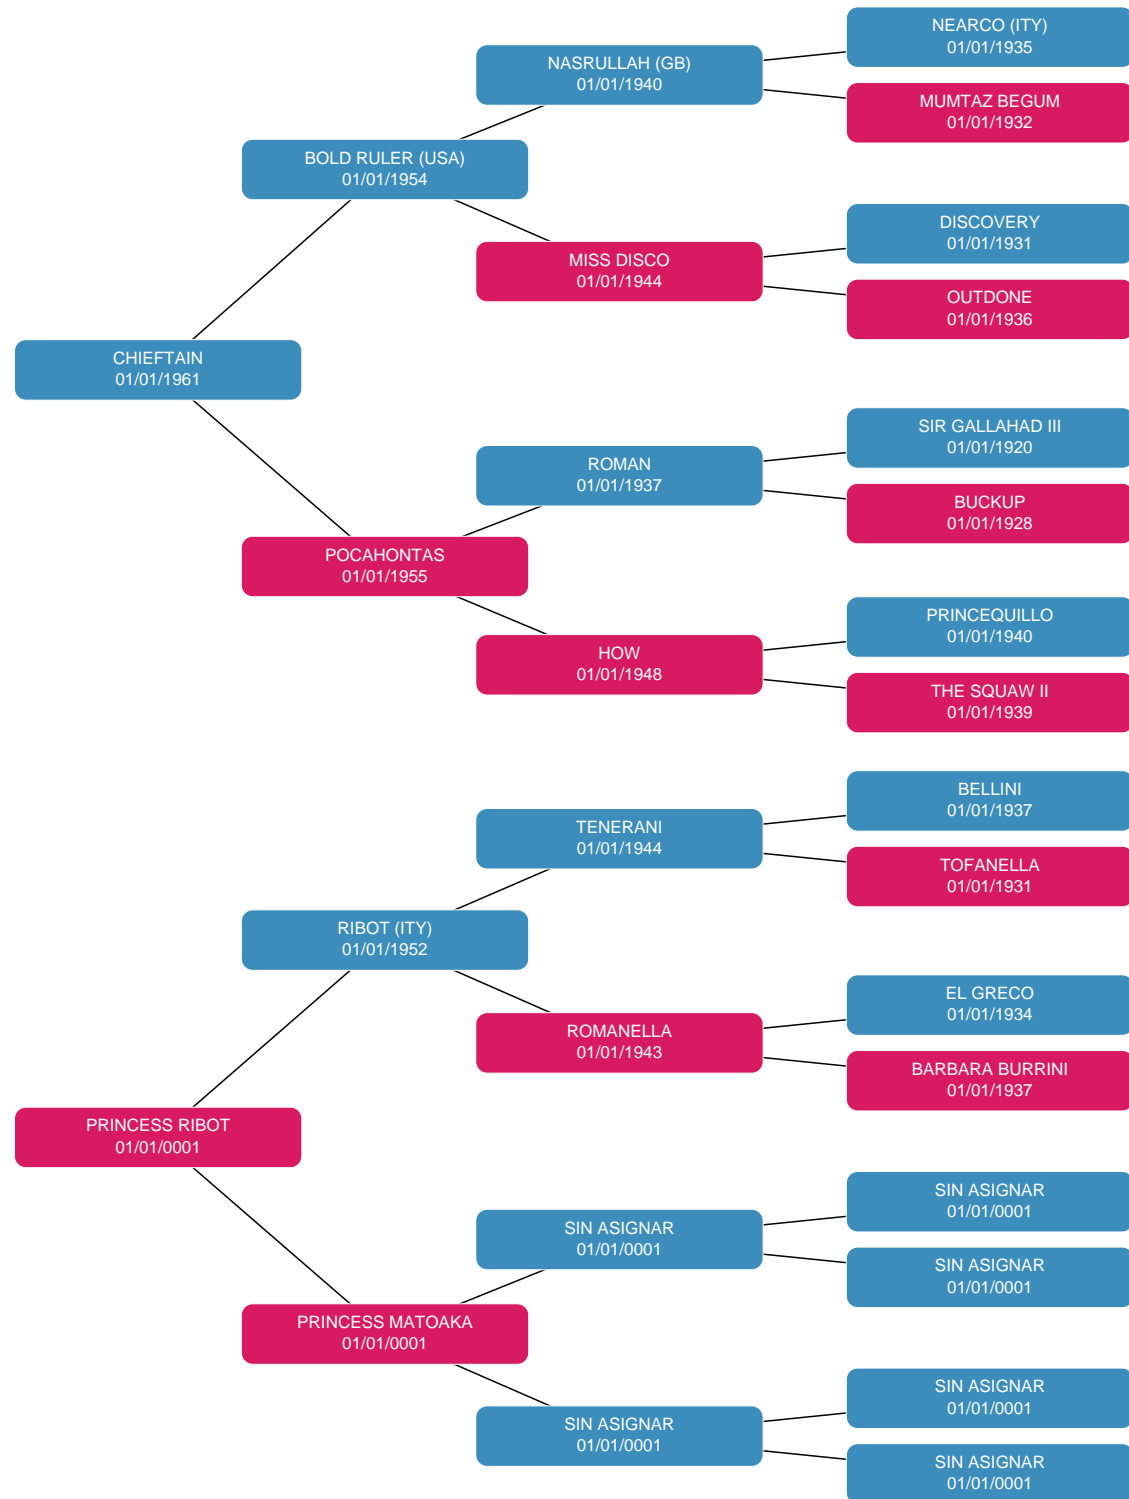 NEARCO (ITY)
01/01/1935
NASRULLAH (GB)
01/01/1940
MUMTAZ BEGUM
01/01/1932
BOLD RULER (USA)
01/01/1954
DISCOVERY
01/01/1931
MISS DISCO
01/01/1944
OUTDONE
01/01/1936
CHIEFTAIN
01/01/1961
SIR GALLAHAD III
01/01/1920
ROMAN
01/01/1937
BUCKUP
01/01/1928
POCAHONTAS
01/01/1955
PRINCEQUILLO
01/01/1940
HOW
01/01/1948
THE SQUAW II
01/01/1939
BELLINI
01/01/1937
TENERANI
01/01/1944
TOFANELLA
01/01/1931
RIBOT (ITY)
01/01/1952
EL GRECO
01/01/1934
ROMANELLA
01/01/1943
BARBARA BURRINI
01/01/1937
PRINCESS RIBOT
01/01/0001
SIN ASIGNAR
01/01/0001
SIN ASIGNAR
01/01/0001
SIN ASIGNAR
01/01/0001
PRINCESS MATOAKA
01/01/0001
SIN ASIGNAR
01/01/0001
SIN ASIGNAR
01/01/0001
SIN ASIGNAR
01/01/0001